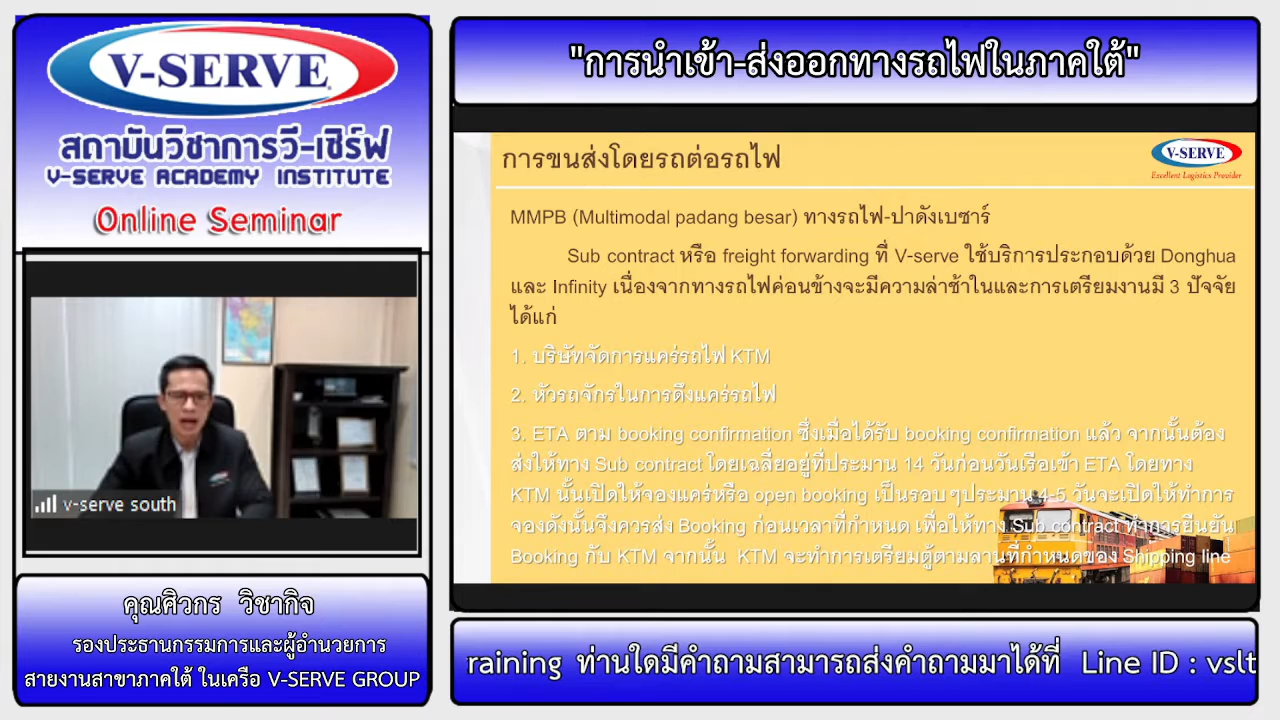 V-SERVE
สถาบันวิชาการวี-เซิร์ฟ
V-SERVE ACADEMY INSTITUTE
Online Seminar
v-serve south
คุณศิวกร วิชากิจ
รองประธานกรรมการและผู้อำนวยการ
สายงานสาขาภาคใต้ ในเครือ V-SERVE GROUP
"การนำเข้า-ส่งออกทางรถไฟในภาคใต้"
การขนส่งโดยรถต่อรถไฟ
V-SERVE
Excellent Logistics Provider
MMPB (Multimodal padang besar) ทางรถไฟ-ปาดังเบซาร์
Sub contract หรือ freight forwarding ที่ V-serve ใช้บริการประกอบด้วย Donghua
และ Infinity เนื่องจากทางรถไฟค่อนข้างจะมีความล่าช้าในและการเตรียมงานมี 3 ปัจจัย
ได้แก่
1. บริษัทจัดการแคร่รถไฟ KTM
2. หัวรถจักรในการดึงแคร่รถไฟ
3. ETA ตาม booking confirmation ซึ่งเมื่อได้รับ booking confirmation แล้ว จากนั้นต้อง
ส่งให้ทาง Sub contract โดยเฉลี่ยอยู่ที่ประมาน 14 วันก่อนวันเรือเข้า ETA โดยทาง
KTM นั้นเปิดให้จองแคร่หรือ open booking เป็นรอบๆประมาน 4-5 วันจะเปิดให้ทำการ
จองดังนั้นจึงควรส่ง Booking ก่อนเวลาที่กำหนด เพื่อให้ทาง Sub contract ทำการยืนยัน
Booking กับ KTM จากนั้น KTM จะทำการเตรียมตู้ตามลานที่กำหนดของ Shipping line
raining ท่านใดมีคำถามสามารถส่งคำถามมาได้ที่ Line ID : vslt